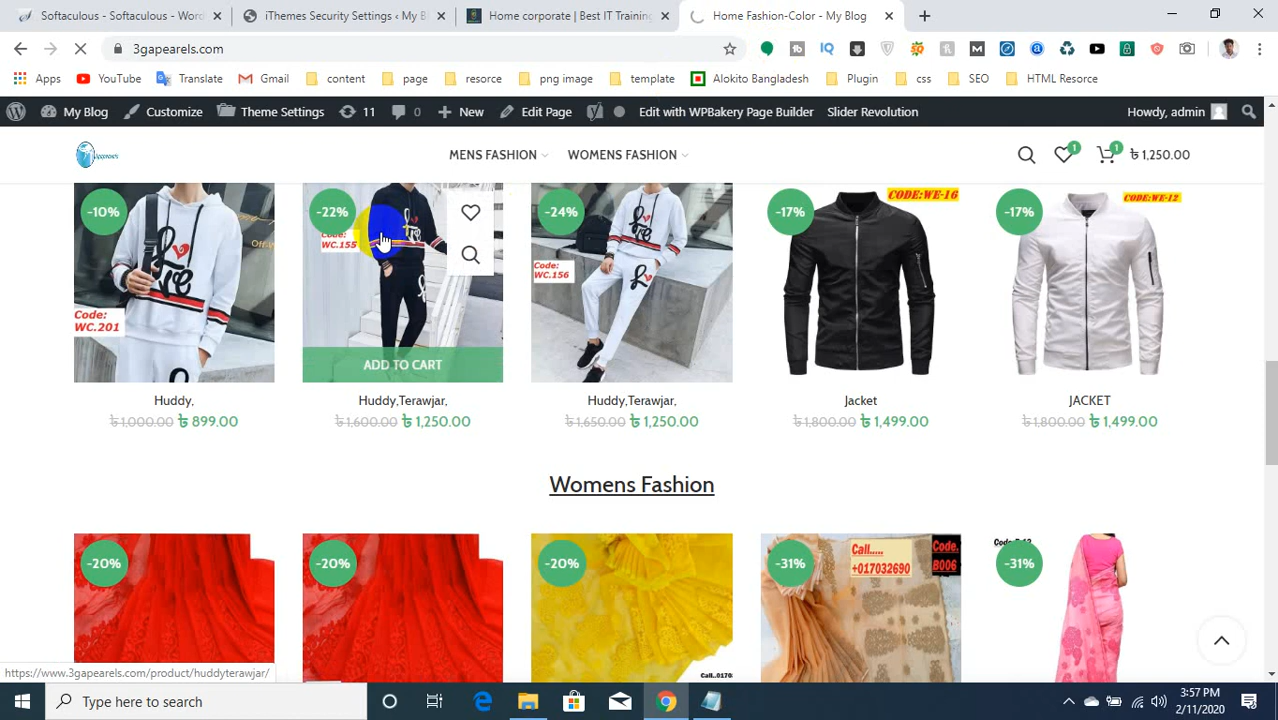 Softaculous - Softaculous - Word
iThemes Security Settings ‹ My B
Home corporate | Best IT Training
Home Fashion-Color - My Blog
3gapearels.com
Apps
YouTube
Translate
Gmail
content
page
resorce
png image
template
Alokito Bangladesh
Plugin
css
SEO
HTML Resorce
My Blog
Customize
Theme Settings
11
0
New
Edit Page
Edit with WPBakery Page Builder
Slider Revolution
Howdy, admin
MENS FASHION
WOMENS FASHION
1
1
৳ 1,250.00
-10%
-22%
-24%
-17%
CODE:WE-16
-17%
CODE:WE-12
Code:
WC.201
Code:
WC.155
Code:
WC.156
ADD TO CART
Huddy,
Huddy,Terawjar,
Huddy,Terawjar,
Jacket
JACKET
৳ 1,000.00 ৳ 899.00
৳ 1,600.00 ৳ 1,250.00
৳ 1,650.00 ৳ 1,250.00
৳ 1,800.00 ৳ 1,499.00
৳ 1,800.00 ৳ 1,499.00
Womens Fashion
-20%
-20%
-20%
-31%
Call.....
+017032690
Code.
B006
-31%
https://www.3gapearels.com/product/huddyterawjar/
Type here to search
3:57 PM
2/11/2020